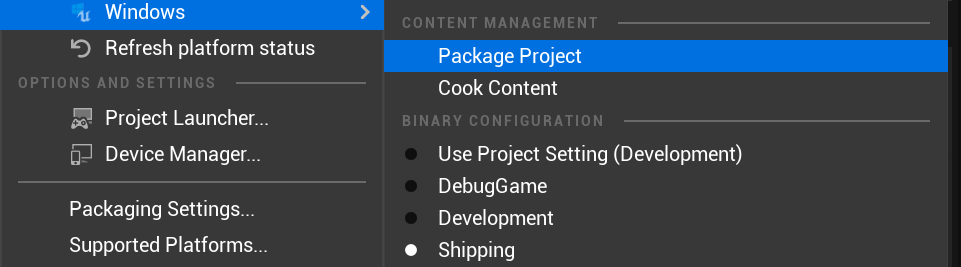 Windows
Refresh platform status
OPTIONS AND SETTINGS
Project Launcher...
Device Manager...
Packaging Settings...
Supported Platforms...
CONTENT MANAGEMENT
Package Project
Cook Content
BINARY CONFIGURATION
Use Project Setting (Development)
DebugGame
Development
Shipping